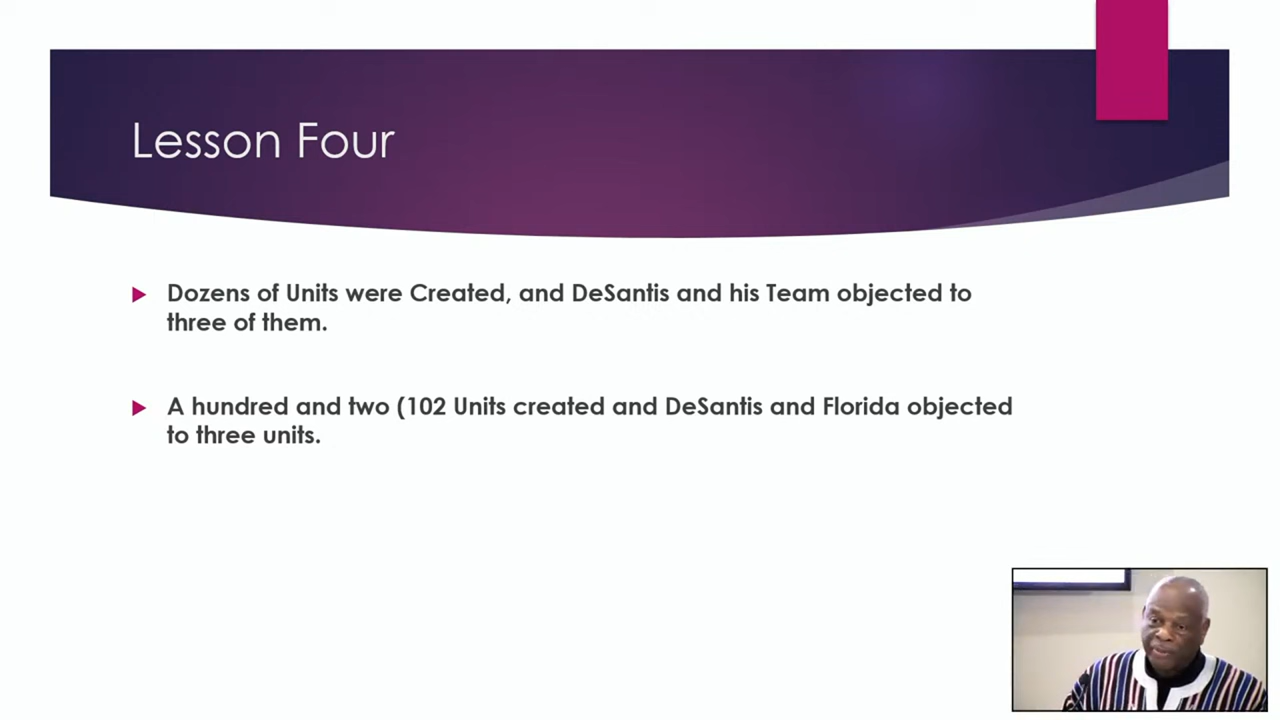 Lesson Four
Dozens of Units were Created, and DeSantis and his Team objected to
three of them.
A hundred and two (102 Units created and DeSantis and Florida objected
to three units.